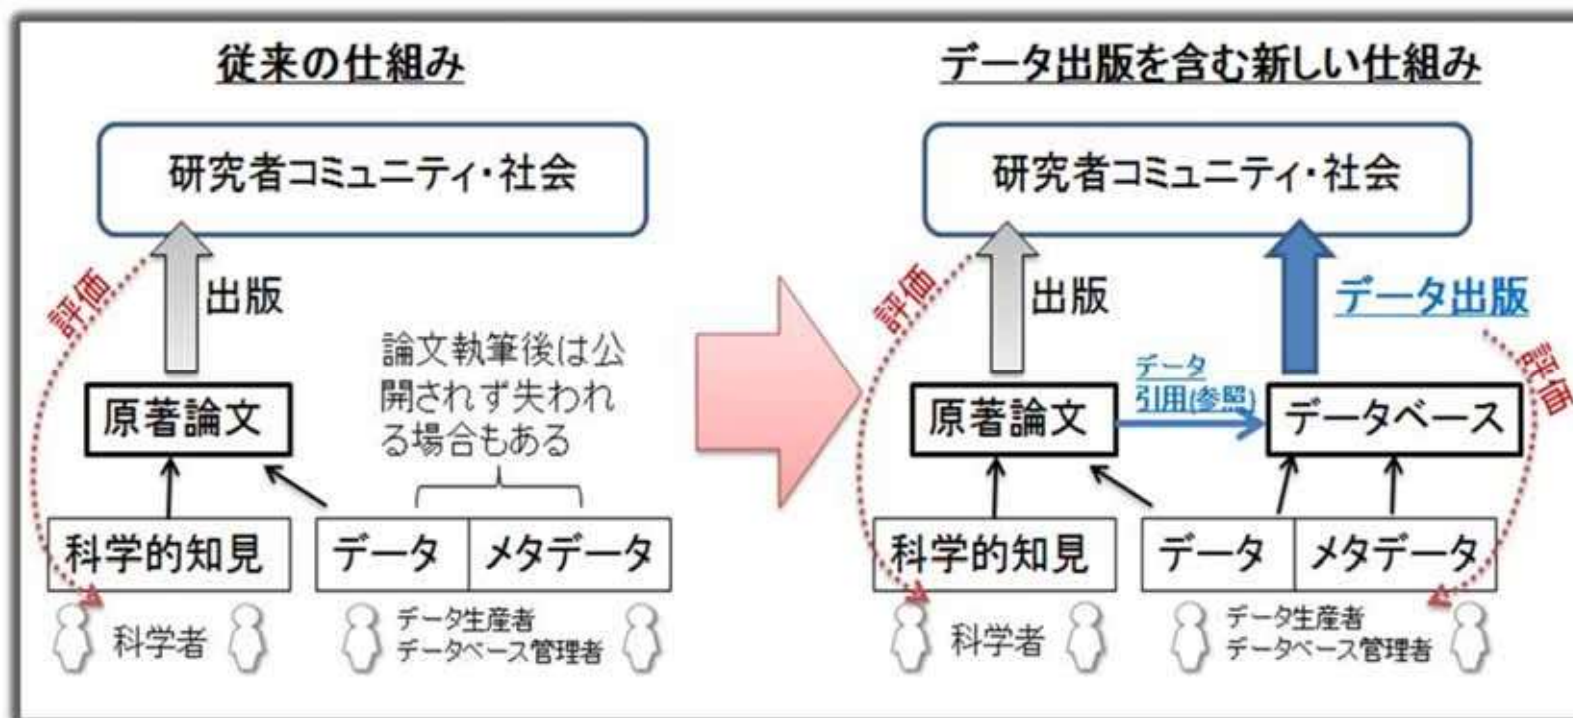 従来の仕組み
研究者コミュニティ・社会
評価
出版
論文執筆後は公
開されず失われ
る場合もある
原著論文
科学的知見
データ
メタデータ
科学者
データ生産者
データベース管理者
データ出版を含む新しい仕組み
研究者コミュニティ・社会
評価
出版
データ出版
評価
データ
引用(参照)
原著論文
データベース
科学的知見
データ
メタデータ
科学者
データ生産者
データベース管理者